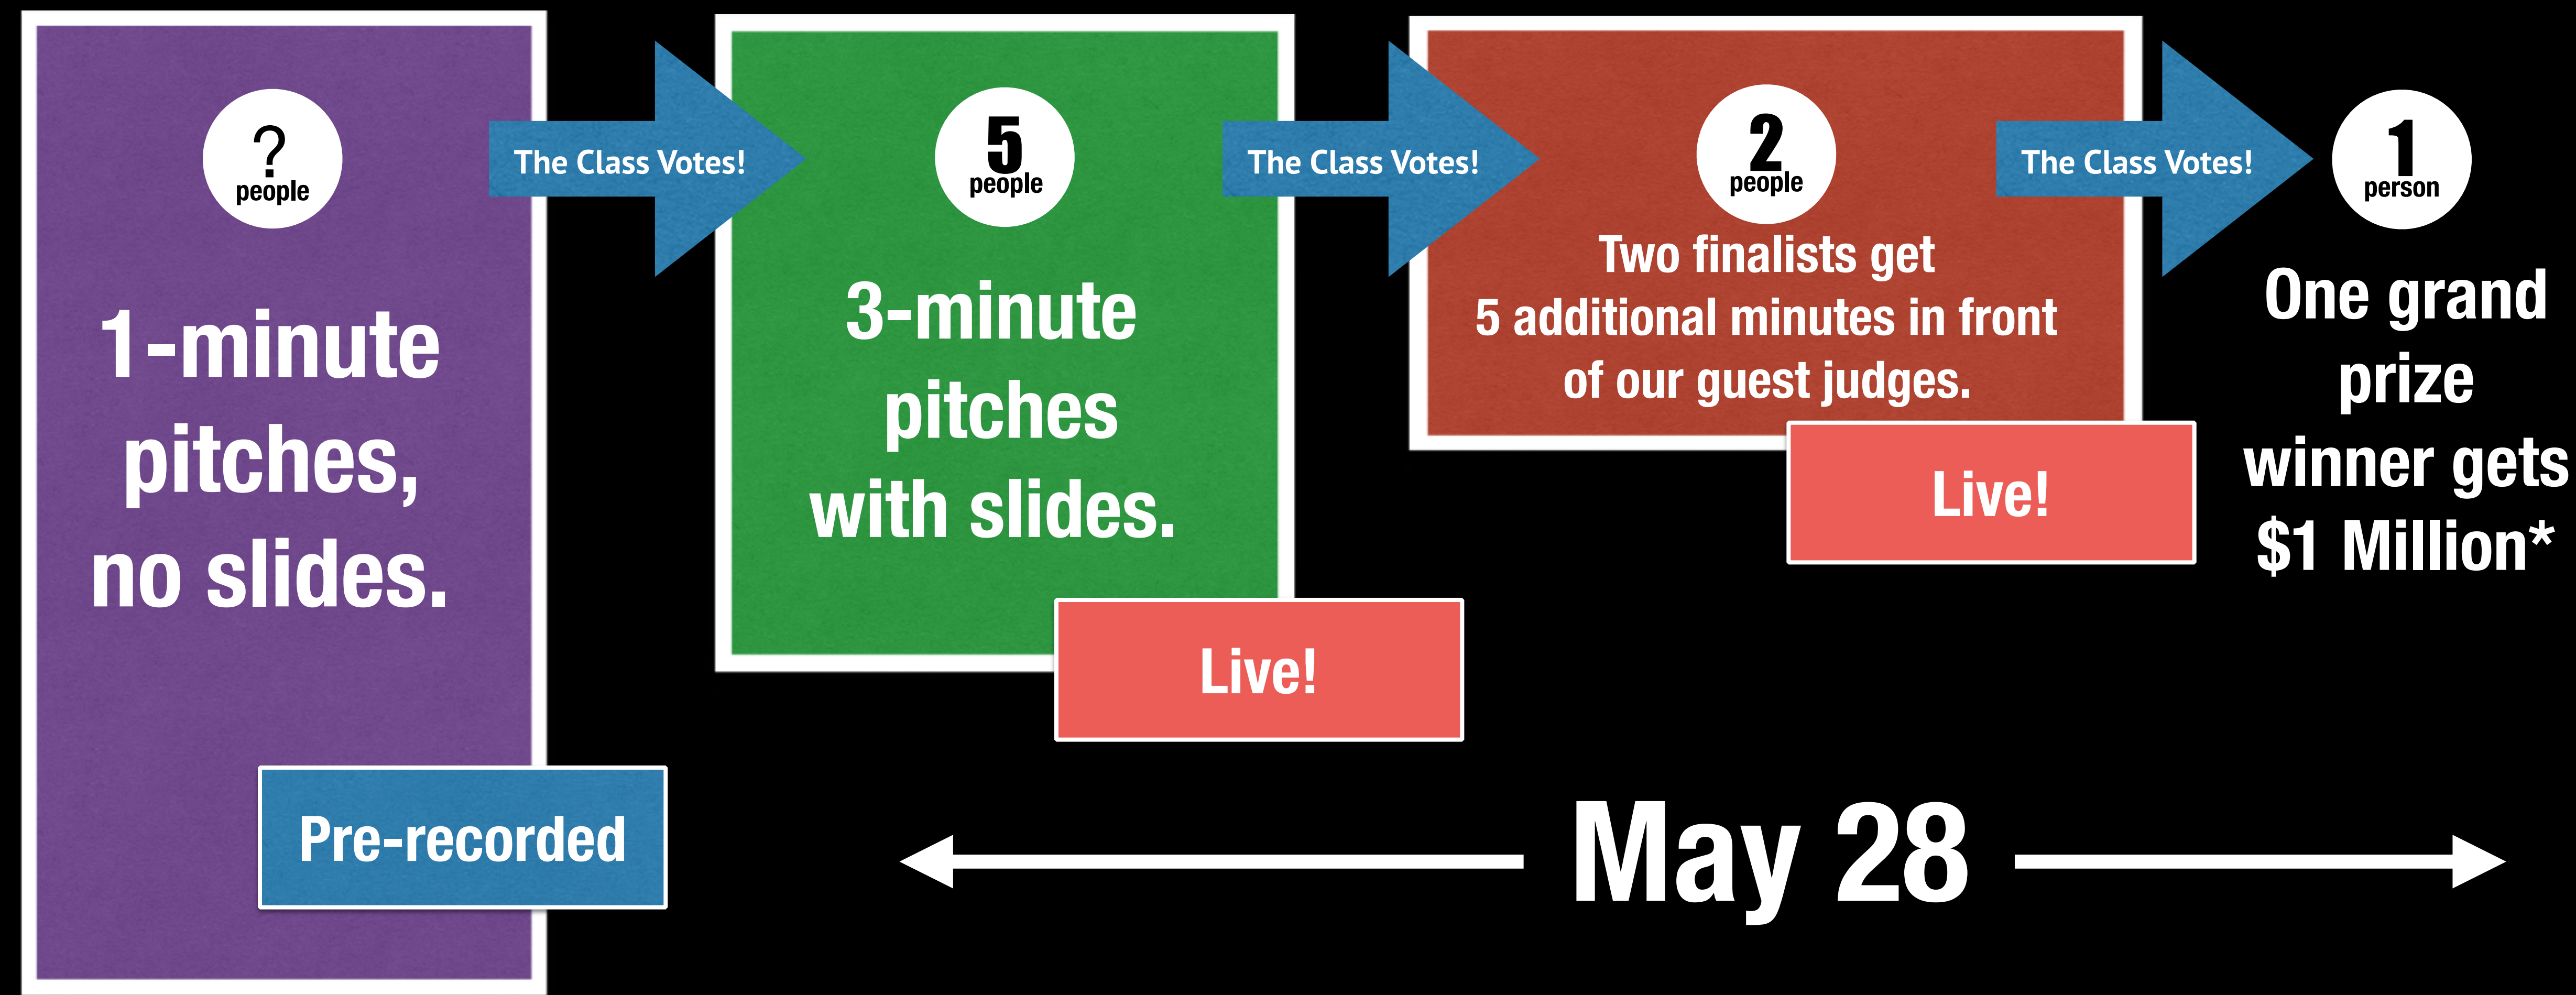 ?
people
1-minute
pitches,
no slides.
Pre-recorded
The Class Votes!
5
people
3-minute
pitches
with slides.
Live!
The Class Votes!
2
people
Two finalists get
5 additional minutes in front
of our guest judges.
Live!
The Class Votes!
1
person
One grand
prize
winner gets
$1 Million*
May 28